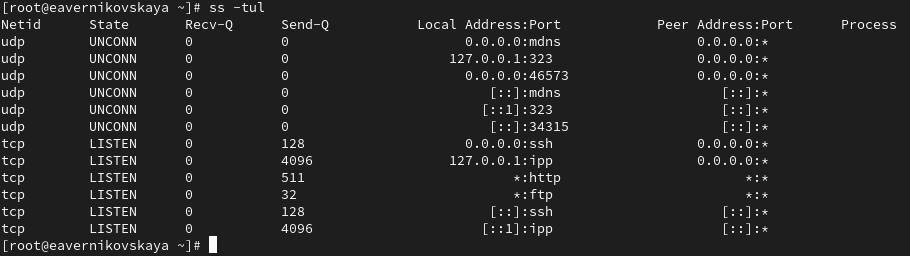 [root@eavernikovskaya ~]# ss -tul
Netid State Recv-Q Send-Q Local Address:Port Peer Address:Port Process
udp UNCONN 0 0 0.0.0.0:mdns 0.0.0.0:*
udp UNCONN 0 0 127.0.0.1:323 0.0.0.0:*
udp UNCONN 0 0 0.0.0.0:46573 0.0.0.0:*
udp UNCONN 0 0 [::]:mdns [::]:*
udp UNCONN 0 0 [::1]:323 [::]:*
udp UNCONN 0 0 [::]:34315 [::]:*
tcp LISTEN 0 128 0.0.0.0:ssh 0.0.0.0:*
tcp LISTEN 0 4096 127.0.0.1:ipp 0.0.0.0:*
tcp LISTEN 0 511 *:http *:*
tcp LISTEN 0 32 *:ftp *:*
tcp LISTEN 0 128 [::]:ssh [::]:*
tcp LISTEN 0 4096 [::1]:ipp [::]:*
[root@eavernikovskaya ~]#